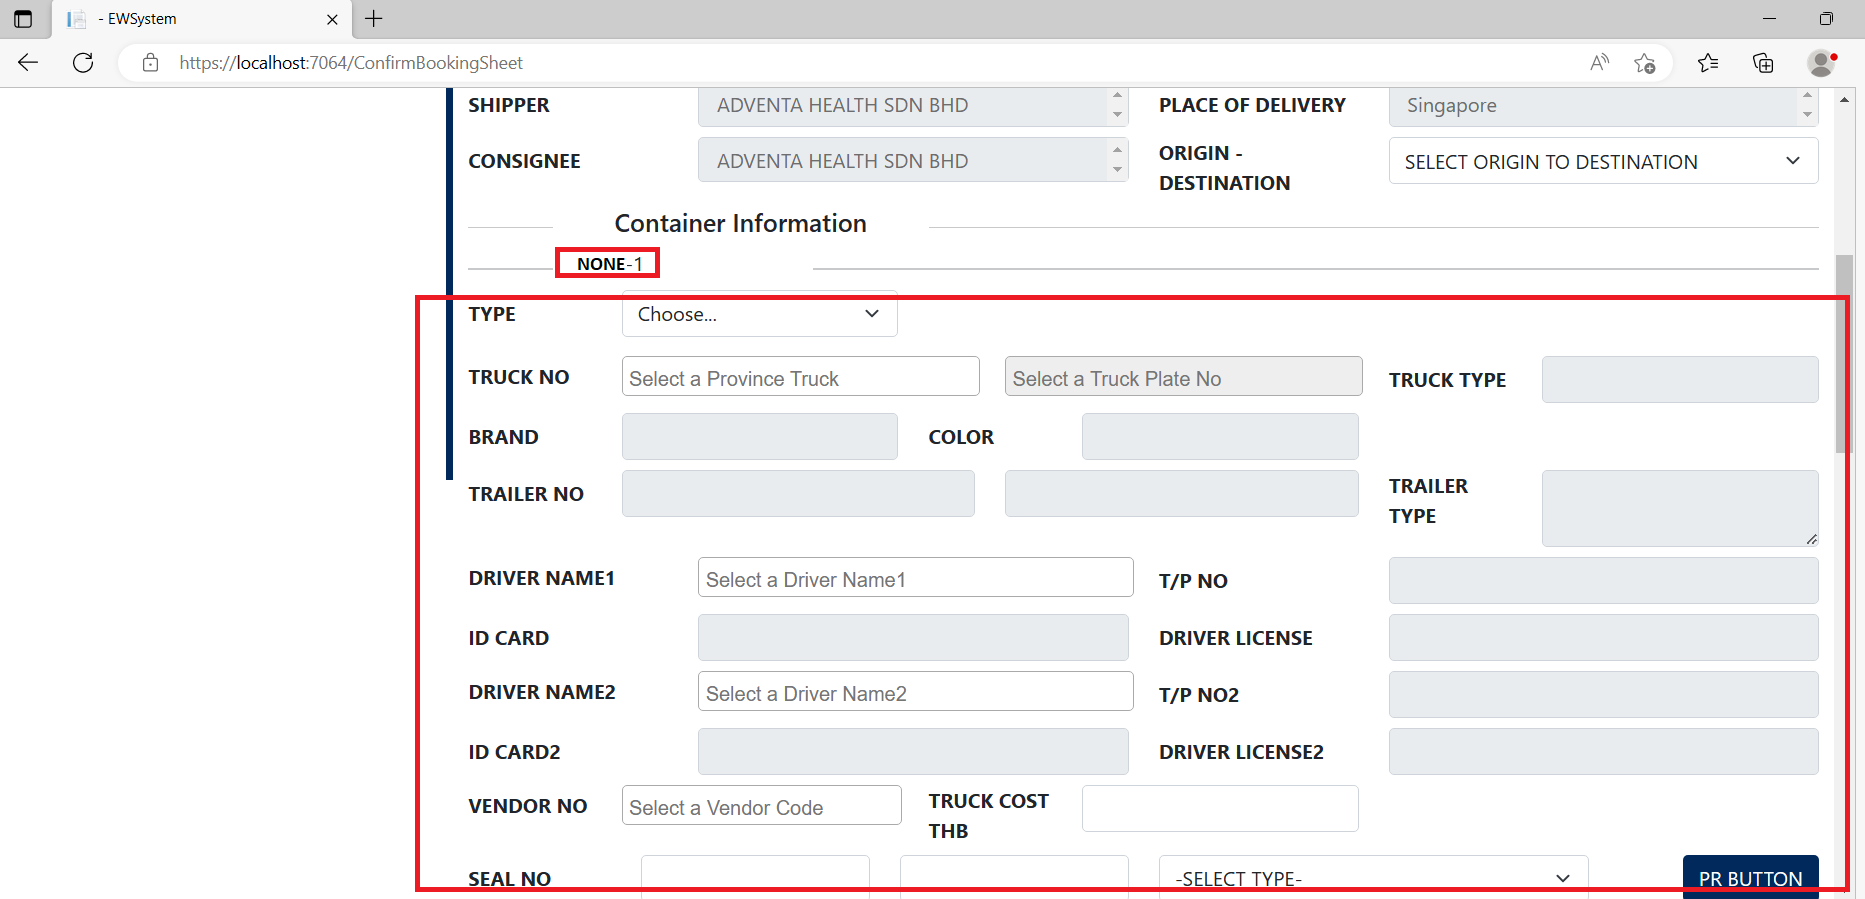 - EWSystem
https://localhost:7064/ConfirmBookingSheet
SHIPPER ADVENTA HEALTH SDN BHD PLACE OF DELIVERY Singapore
CONSIGNEE ADVENTA HEALTH SDN BHD ORIGIN -
DESTINATION SELECT ORIGIN TO DESTINATION
Container Information
NONE-1
TYPE Choose...
TRUCK NO Select a Province Truck Select a Truck Plate No TRUCK TYPE
BRAND COLOR
TRAILER NO TRAILER
TYPE
DRIVER NAME1 Select a Driver Name1 T/P NO
ID CARD DRIVER LICENSE
DRIVER NAME2 Select a Driver Name2 T/P NO2
ID CARD2 DRIVER LICENSE2
VENDOR NO Select a Vendor Code TRUCK COST
THB
SEAL NO -SELECT TYPE- PR BUTTON